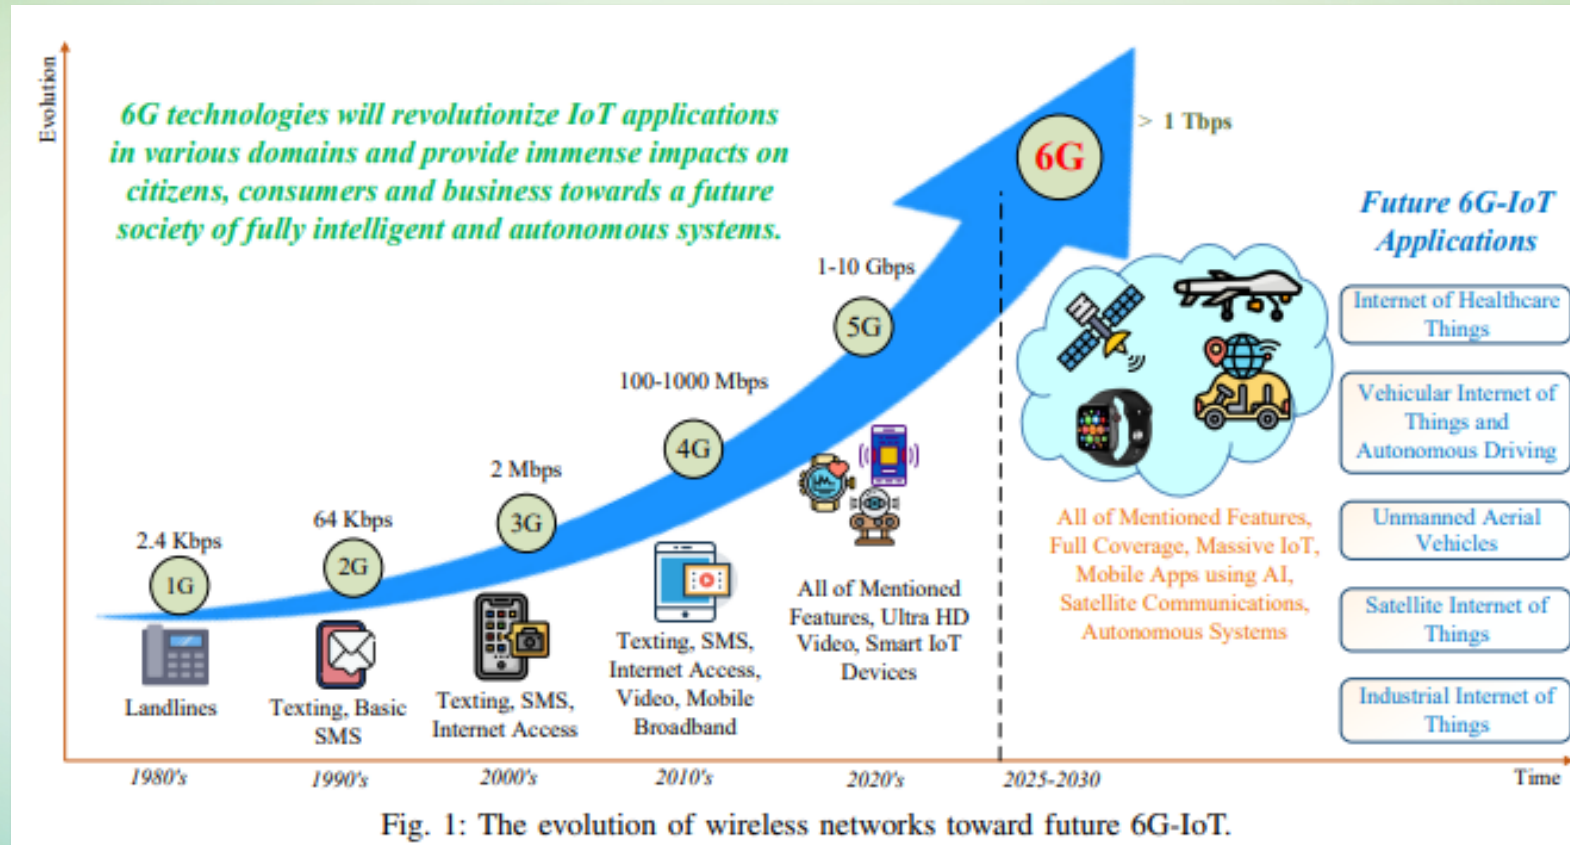 Evolution
6G technologies will revolutionize IoT applications
in various domains and provide immense impacts on
citizens, consumers and business towards a future
society of fully intelligent and autonomous systems.
2.4 Kbps
1G
Landlines
64 Kbps
2G
Texting, Basic
SMS
2 Mbps
3G
Texting, SMS,
Internet Access
100-1000 Mbps
4G
Texting, SMS,
Internet Access,
Video, Mobile
Broadband
1-10 Gbps
5G
All of Mentioned
Features, Ultra HD
Video, Smart IoT
Devices
6G
> 1 Tbps
All of Mentioned Features,
Full Coverage, Massive IoT,
Mobile Apps using AI,
Satellite Communications,
Autonomous Systems
Future 6G-IoT
Applications
Internet of Healthcare
Things
Vehicular Internet of
Things and
Autonomous Driving
Unmanned Aerial
Vehicles
Satellite Internet of
Things
Industrial Internet of
Things
1980's
1990's
2000's
2010's
2020's
2025-2030
Time
Fig. 1: The evolution of wireless networks toward future 6G-IoT.